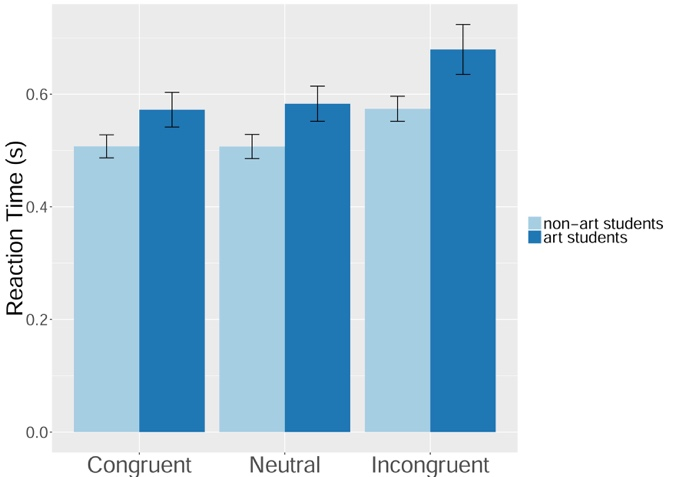 Reaction Time (s)
0.6
0.4
0.2
0.0
Congruent
Neutral
Incongruent
non-art students
art students